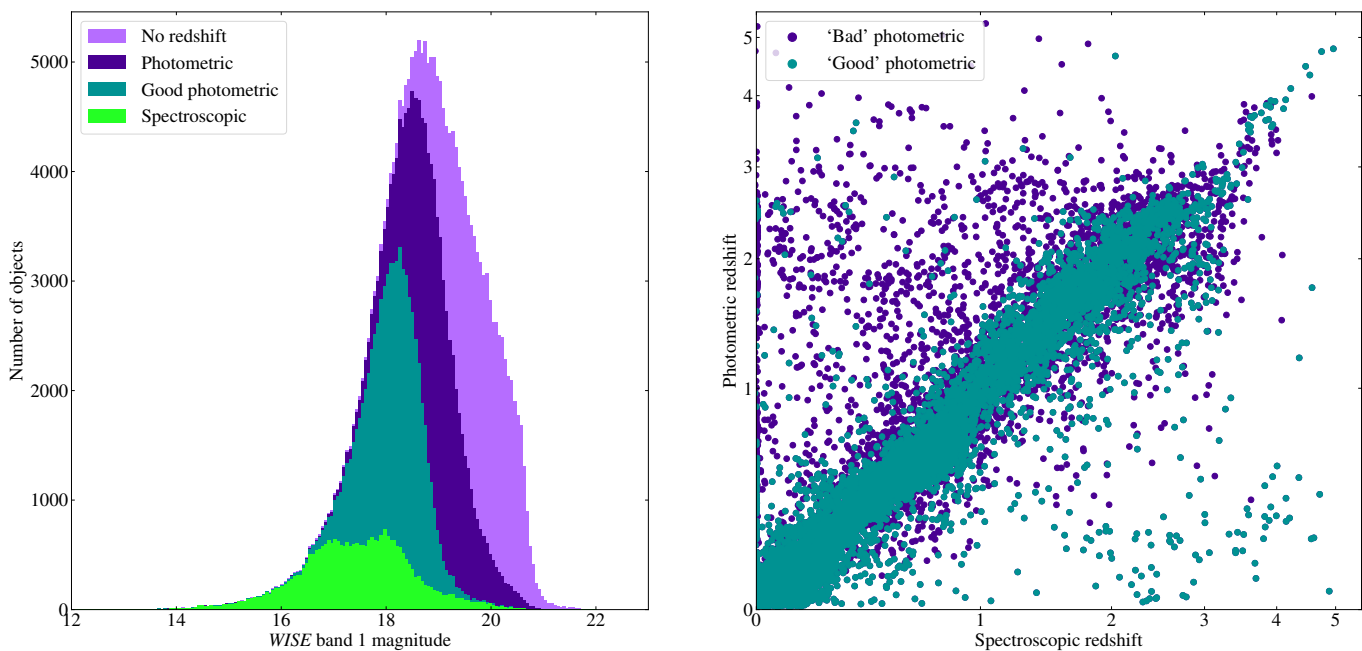 No redshift
Photometric
Good photometric
Spectroscopic
Number of objects
0
1000
2000
3000
4000
5000
12
14
16
18
20
22
WISE band 1 magnitude
‘Bad’ photometric
‘Good’ photometric
Photometric redshift
5
4
3
2
1
0
0
1
2
3
4
5
Spectroscopic redshift